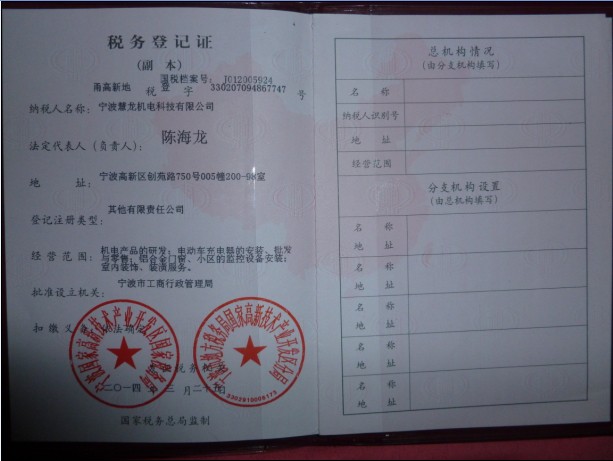 税务登记证
(副 本)
国税档案号: J012005924
甬高新地 税 登 字 330207094867747 号
纳税人名称: 宁波慧龙机电科技有限公司
法定代表人(负责人): 陈海龙
地 址: 宁波高新区创苑路750号005幢200-98室
登记注册类型: 其他有限责任公司
经营范围: 机电产品的研发; 电动车充电器的安装、批发
与零售; 铝合金门窗、小区的监控设备安装;
室内装饰、装潢服务。
批准设立机关: 宁波市工商行政管理局
扣缴义务: 依法
二〇一四年三月二十
3302910009175
国家税务总局监制
总机构情况
(由分支机构填写)
名 称
纳税人识别号
地 址
经营范围
分支机构设置
(由总机构填写)
名 称
地 址
名 称
地 址
名 称
地 址
名 称
地 址
名 称
地 址